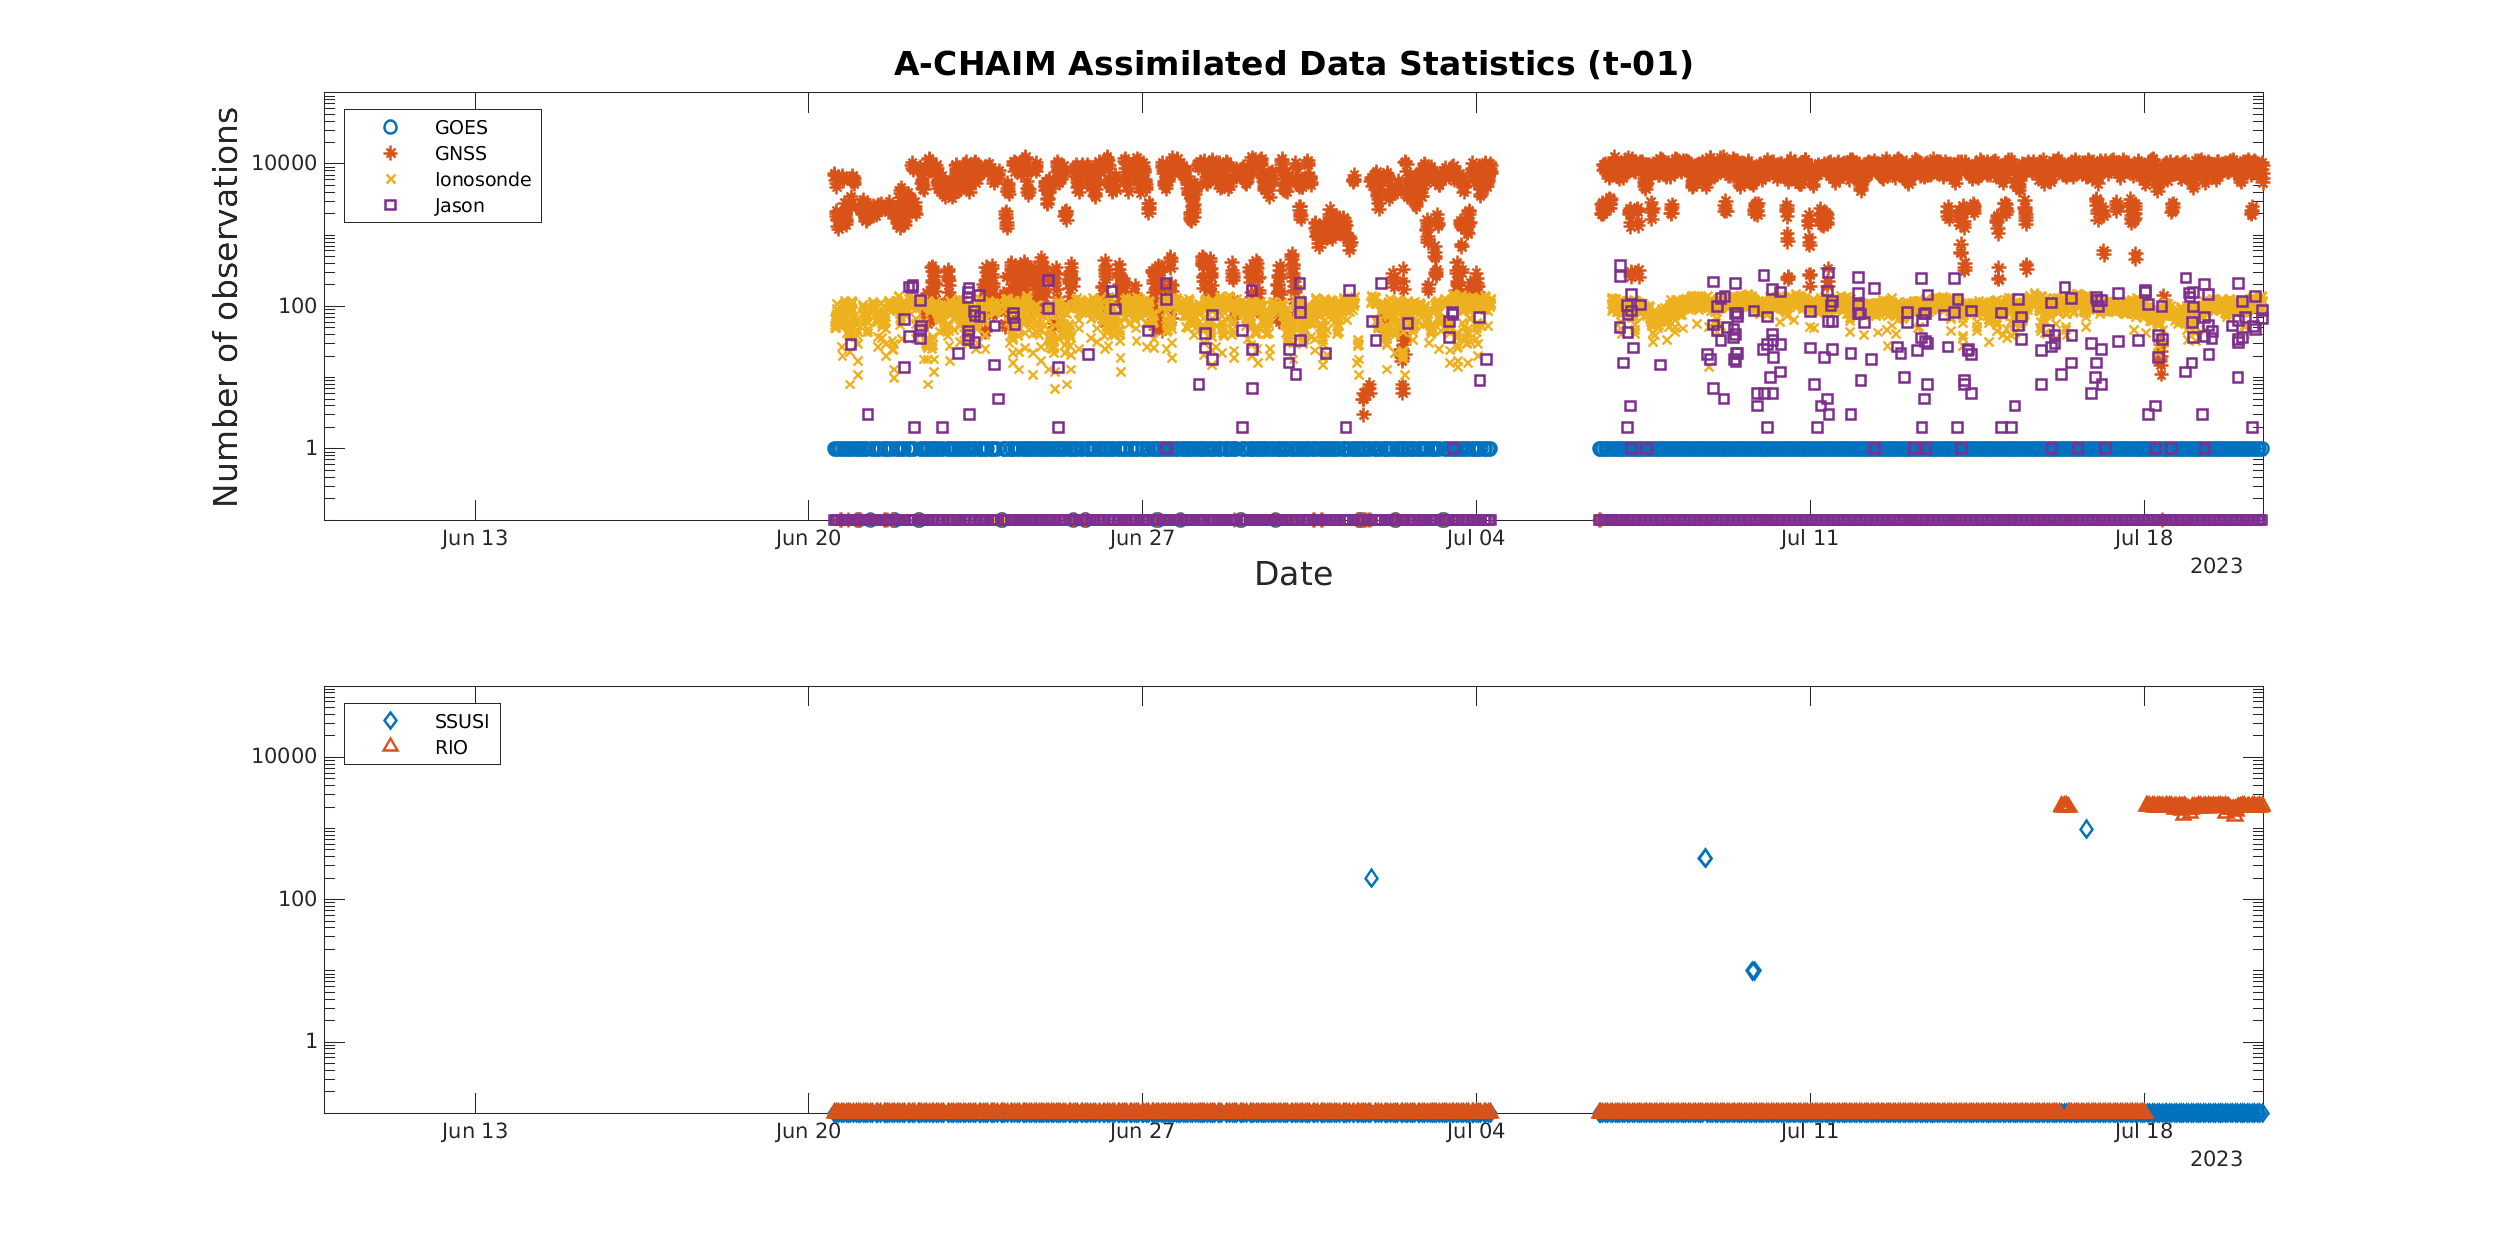 A-CHAIM Assimilated Data Statistics (t-01)
Number of observations
10000
100
1
GOES
GNSS
Ionosonde
Jason
Jun 13
Jun 20
Jun 27
Jul 04
Jul 11
Jul 18
2023
Date
10000
100
1
SSUSI
RIO
Jun 13
Jun 20
Jun 27
Jul 04
Jul 11
Jul 18
2023